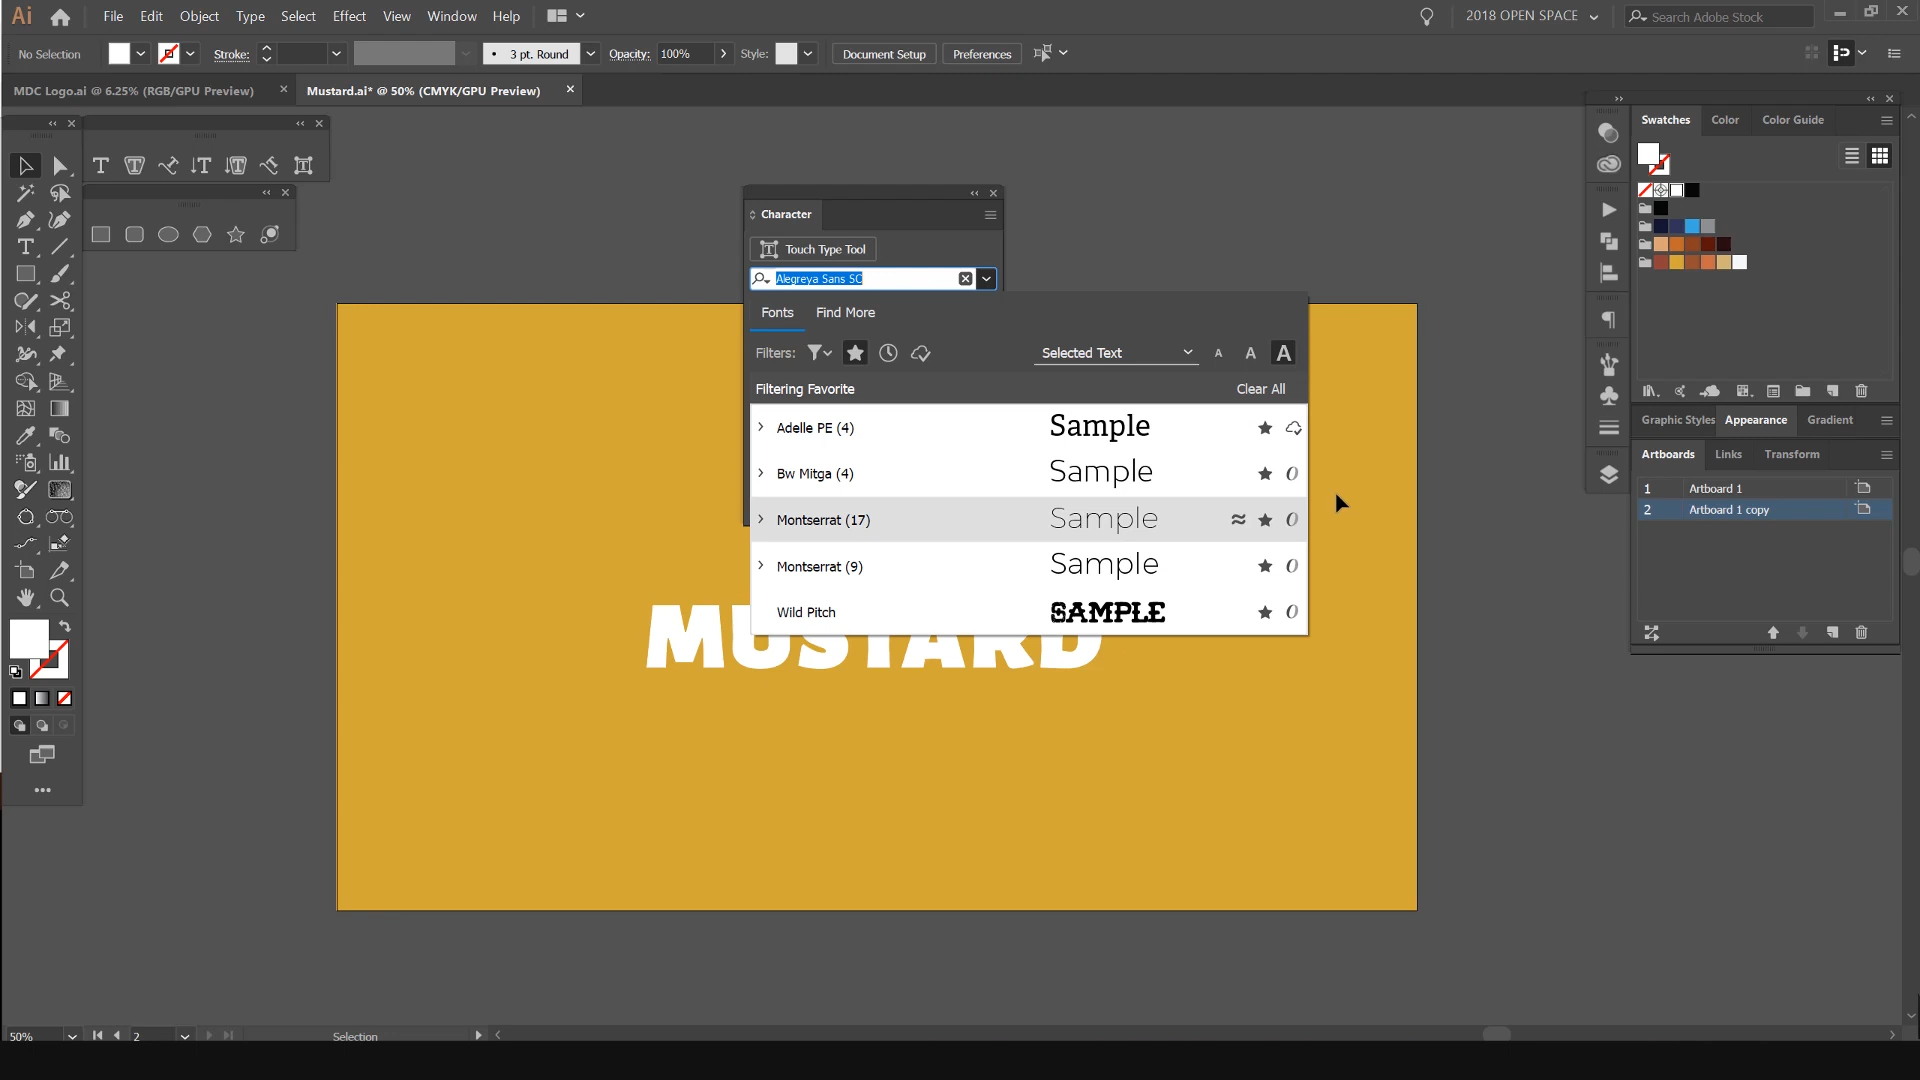 Ai File Edit Object Type Select Effect View Window Help 2018 OPEN SPACE Search Adobe Stock
No Selection Stroke: 3 pt. Round Opacity: 100% Style: Document Setup Preferences
MDC Logo.ai @ 6.25% (RGB/GPU Preview) Mustard.ai* @ 50% (CMYK/GPU Preview)
Swatches Color Color Guide
Character
Touch Type Tool
Alegreya Sans SC
Fonts Find More
Filters: Selected Text A A A
Filtering Favorite Clear All
Adelle PE (4) Sample
Bw Mitga (4) Sample
Montserrat (17) Sample
Montserrat (9) Sample
Wild Pitch SAMPLE
MUSTARD
Graphic Styles Appearance Gradient
Artboards Links Transform
1 Artboard 1
2 Artboard 1 copy
50% 2 Selection